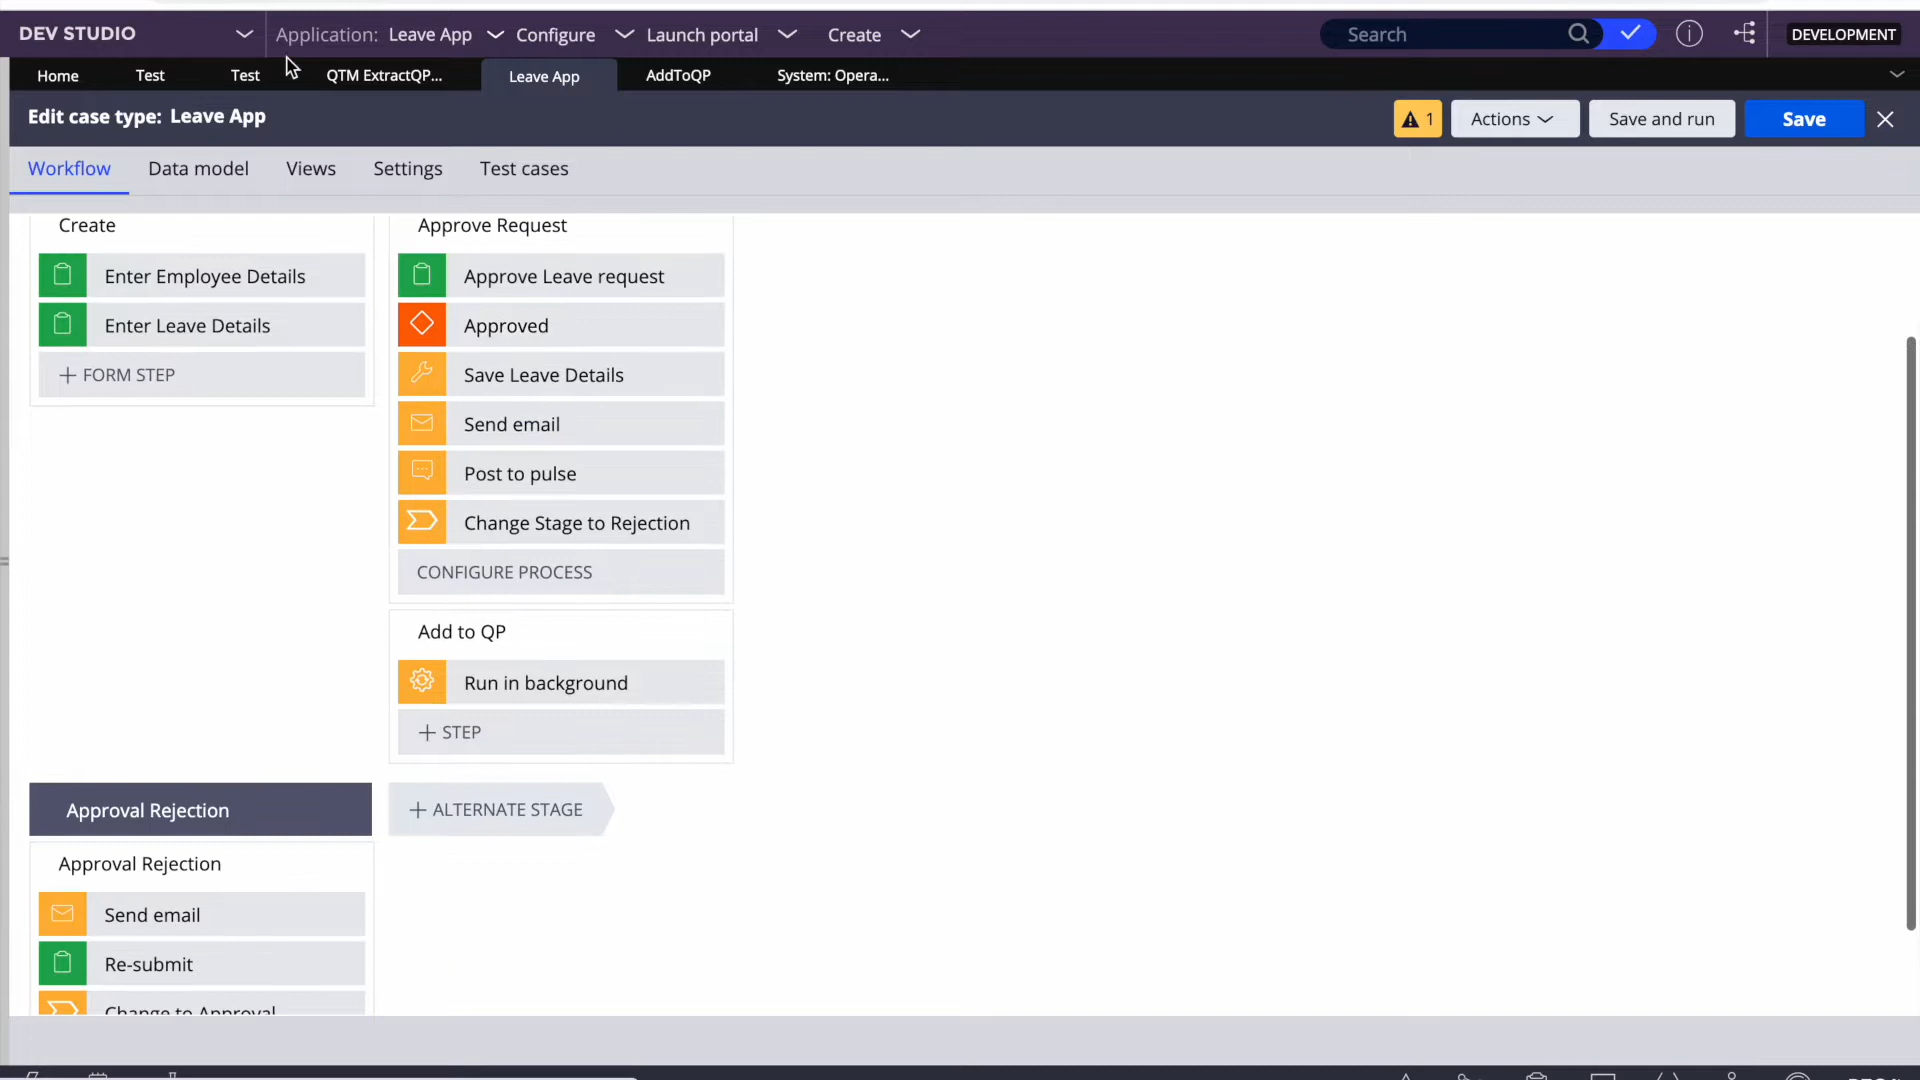 DEV STUDIO
Application: Leave App
Configure
Launch portal
Create
Search
DEVELOPMENT
Home
Test
Test
QTM ExtractQP...
Leave App
AddToQP
System: Opera...
Edit case type: Leave App
1
Actions
Save and run
Save
Workflow
Data model
Views
Settings
Test cases
Create
Enter Employee Details
Enter Leave Details
+ FORM STEP
Approve Request
Approve Leave request
Approved
Save Leave Details
Send email
Post to pulse
Change Stage to Rejection
CONFIGURE PROCESS
Add to QP
Run in background
+ STEP
Approval Rejection
+ ALTERNATE STAGE
Approval Rejection
Send email
Re-submit
Change to Approval